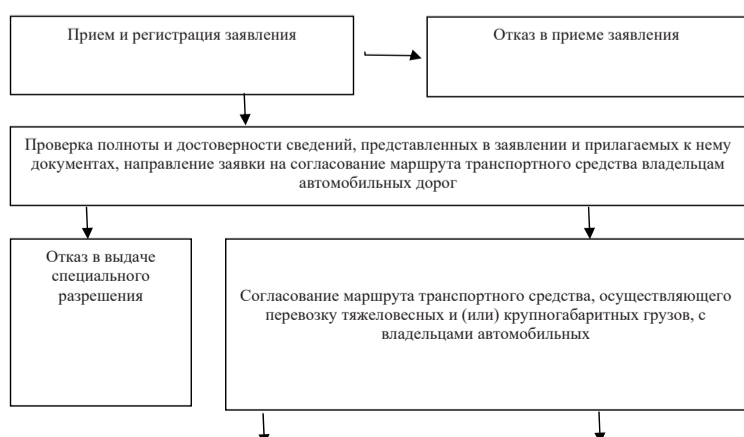 Прием и регистрация заявления
Отказ в приеме заявления
Проверка полноты и достоверности сведений, представленных в заявлении и прилагаемых к нему
документах, направление заявки на согласование маршрута транспортного средства владельцам
автомобильных дорог
Отказ в выдаче
специального
разрешения
Согласование маршрута транспортного средства, осуществляющего
перевозку тяжеловесных и (или) крупногабаритных грузов, с
владельцами автомобильных